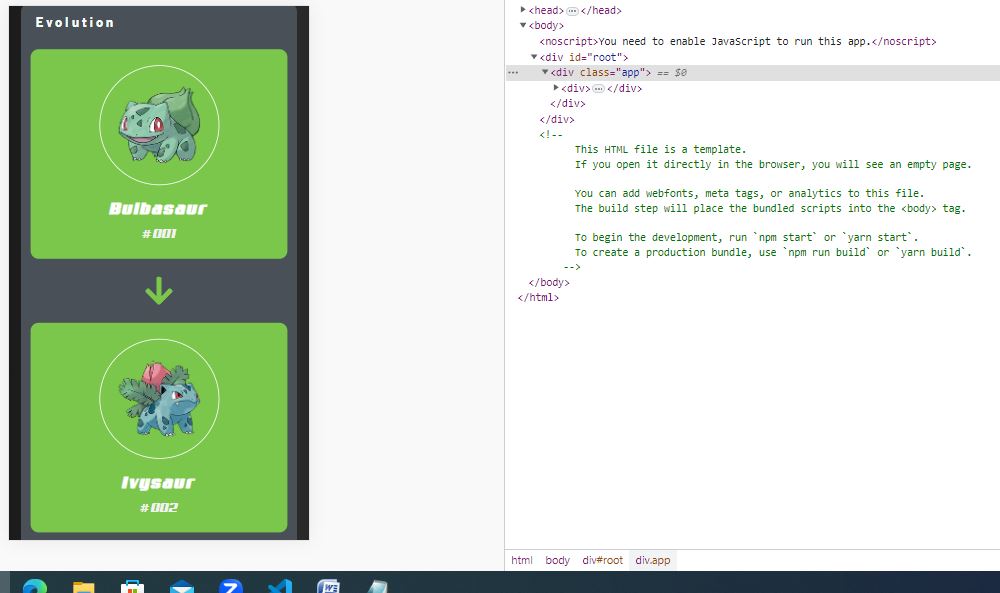 Evolution
Bulbasaur
#001
Ivysaur
#002
<head> ••• </head>
<body>
<noscript>You need to enable JavaScript to run this app.</noscript>
<div id="root">
••• <div class="app"> == $0
<div> ••• </div>
</div>
</div>
<!--
This HTML file is a template.
If you open it directly in the browser, you will see an empty page.
You can add webfonts, meta tags, or analytics to this file.
The build step will place the bundled scripts into the <body> tag.
To begin the development, run `npm start` or `yarn start`.
To create a production bundle, use `npm run build` or `yarn build`.
-->
</body>
</html>
html body div#root div.app